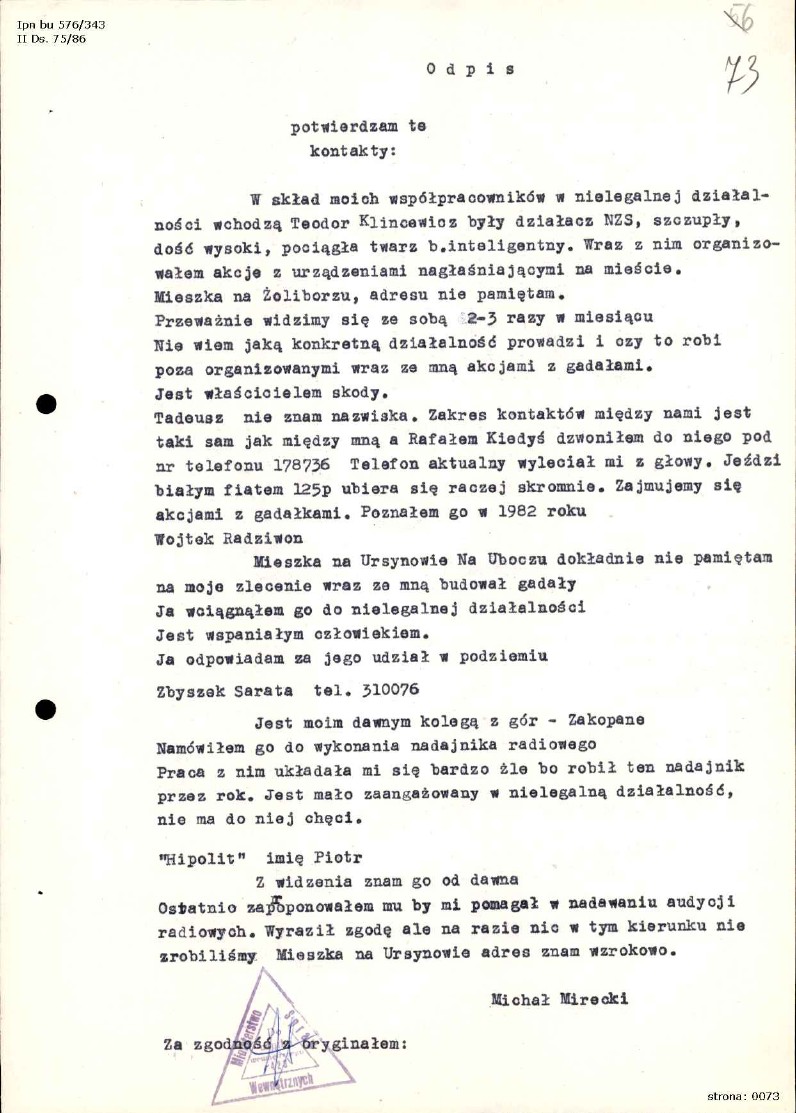 Ipn bu 576/343
II Ds. 75/86
56
73
Odpis
potwierdzam te
kontakty:
W skład moich współpracowników w nielegalnej działal-
ności wchodzą Teodor Klincewicz były działacz NZS, szczupły,
dość wysoki, pociągła twarz b.inteligentny. Wraz z nim organizo-
wałem akcje z urządzeniami nagłaśniającymi na mieście.
Mieszka na Żoliborzu, adresu nie pamiętam.
Przeważnie widzimy się ze sobą 2-3 razy w miesiącu
Nie wiem jaką konkretną działalność prowadzi i czy to robi
poza organizowanymi wraz ze mną akcjami z gadałami.
Jest właścicielem skody.
Tadeusz nie znam nazwiska. Zakres kontaktów między nami jest
taki sam jak między mną a Rafałem Kiedyś dzwoniłem do niego pod
nr telefonu 178736 Telefon aktualny wyleciał mi z głowy. Jeździ
białym fiatem 125p ubiera się raczej skromnie. Zajmujemy się
akcjami z gadałkami. Poznałem go w 1982 roku
Wojtek Radziwon
Mieszka na Ursynowie Na Uboczu dokładnie nie pamiętam
na moje zlecenie wraz ze mną budował gadały
Ja wciągnąłem go do nielegalnej działalności
Jest wspaniałym człowiekiem.
Ja odpowiadam za jego udział w podziemiu
Zbyszek Sarata tel. 310076
Jest moim dawnym kolegą z gór - Zakopane
Namówiłem go do wykonania nadajnika radiowego
Praca z nim układała mi się bardzo żle bo robił ten nadajnik
przez rok. Jest mało zaangażowany w nielegalną działalność,
nie ma do niej chęci.
"Hipolit" imię Piotr
Z widzenia znam go od dawna
Ostatnio zaproponowałem mu by mi pomagał w nadawaniu audycji
radiowych. Wyraził zgodę ale na razie nic w tym kierunku nie
zrobiliśmy Mieszka na Ursynowie adres znam wzrokowo.
Michał Mirecki
Za zgodność z oryginałem:
Ministerstwo Spraw
Wewnętrznych
strona: 0073